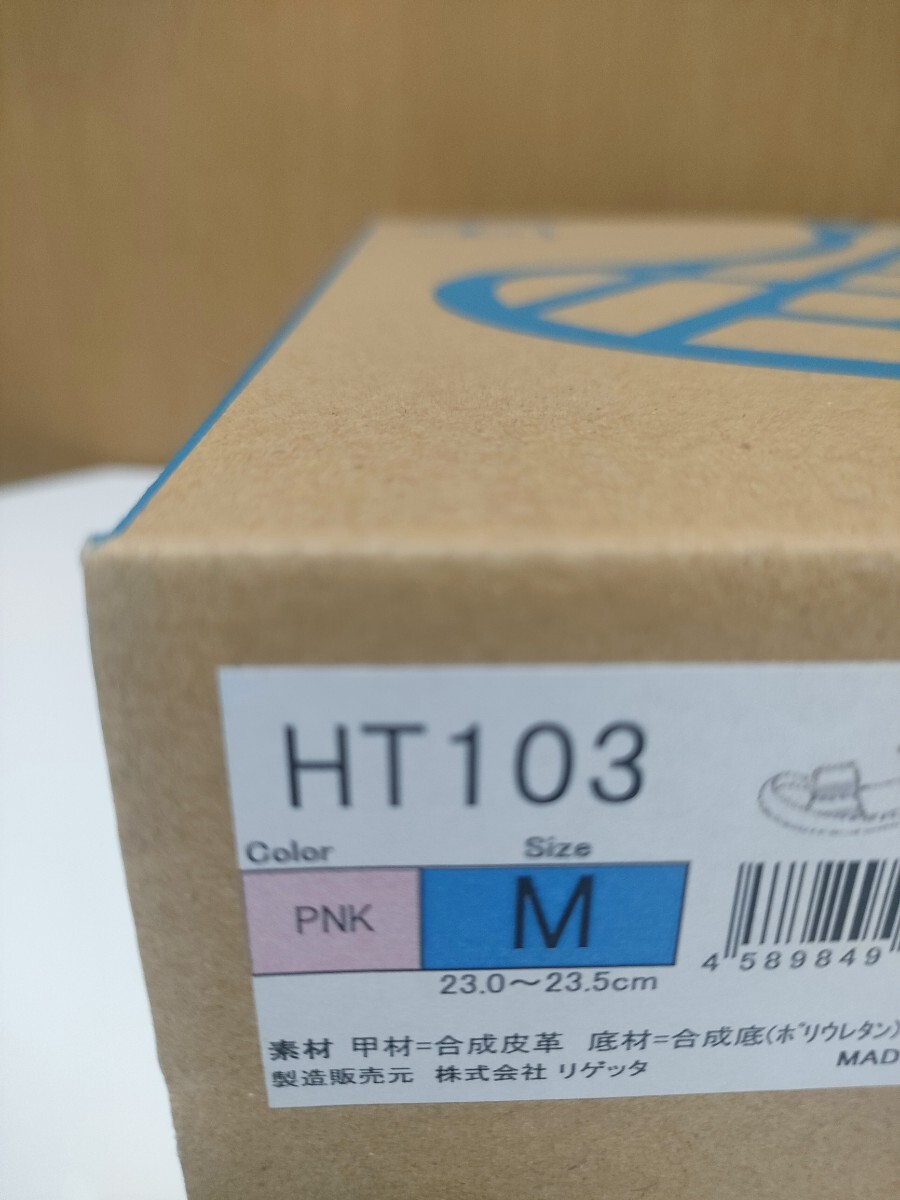 HT103
Color Size
PNK M
23.0～23.5cm
4 589849
素材 甲材=合成皮革 底材=合成底(ﾎﾟﾘｳﾚﾀﾝ)
MAD
製造販売元 株式会社 リゲッタ